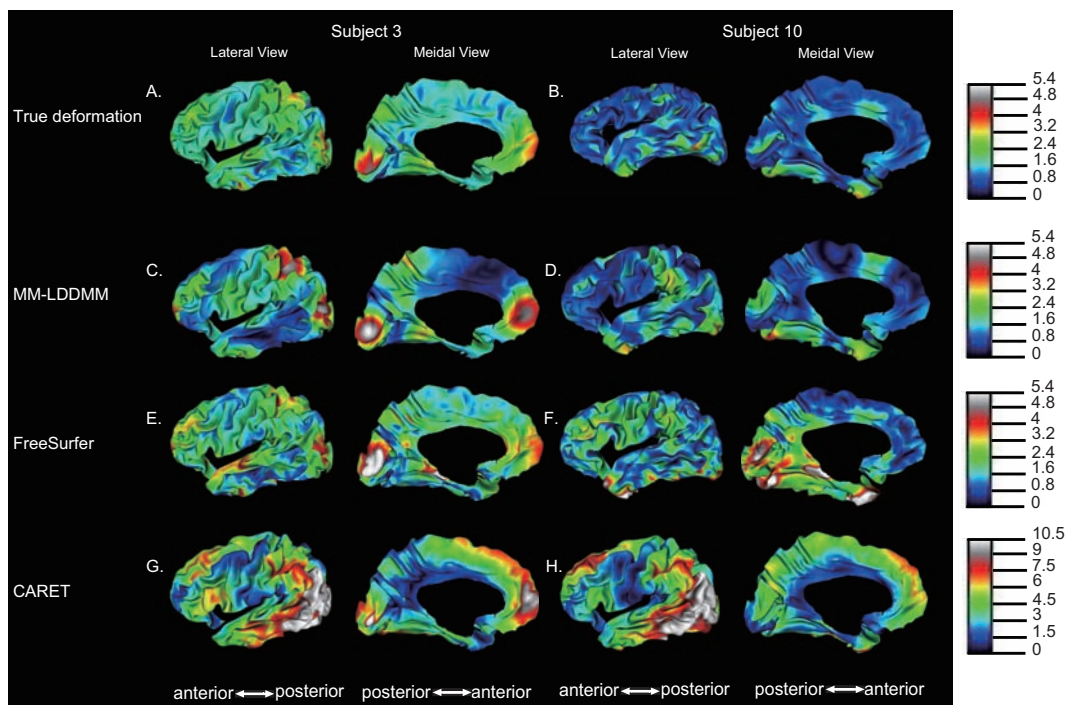 Subject 3 Subject 10
Lateral View Meidal View Lateral View Meidal View
A. B.
True deformation
5.4
4.8
4
3.2
2.4
1.6
0.8
0
C. D.
MM-LDDMM
5.4
4.8
4
3.2
2.4
1.6
0.8
0
E. F.
FreeSurfer
5.4
4.8
4
3.2
2.4
1.6
0.8
0
G. H.
CARET
10.5
9
7.5
6
4.5
3
1.5
0
anterior posterior posterior anterior anterior posterior posterior anterior